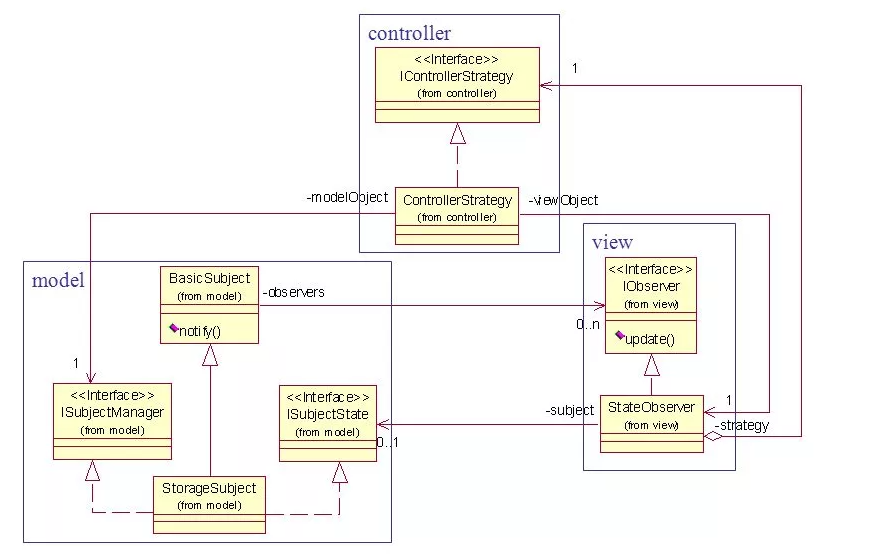 controller
<<Interface>>
IControllerStrategy
(from controller)
1
ControllerStrategy
(from controller)
-modelObject
-viewObject
view
<<Interface>>
IObserver
(from view)
update()
model
BasicSubject
(from model)
notify()
-observers
0..n
1
<<Interface>>
ISubjectManager
(from model)
<<Interface>>
ISubjectState
(from model)
0..1
-subject
StateObserver
(from view)
1
-strategy
StorageSubject
(from model)